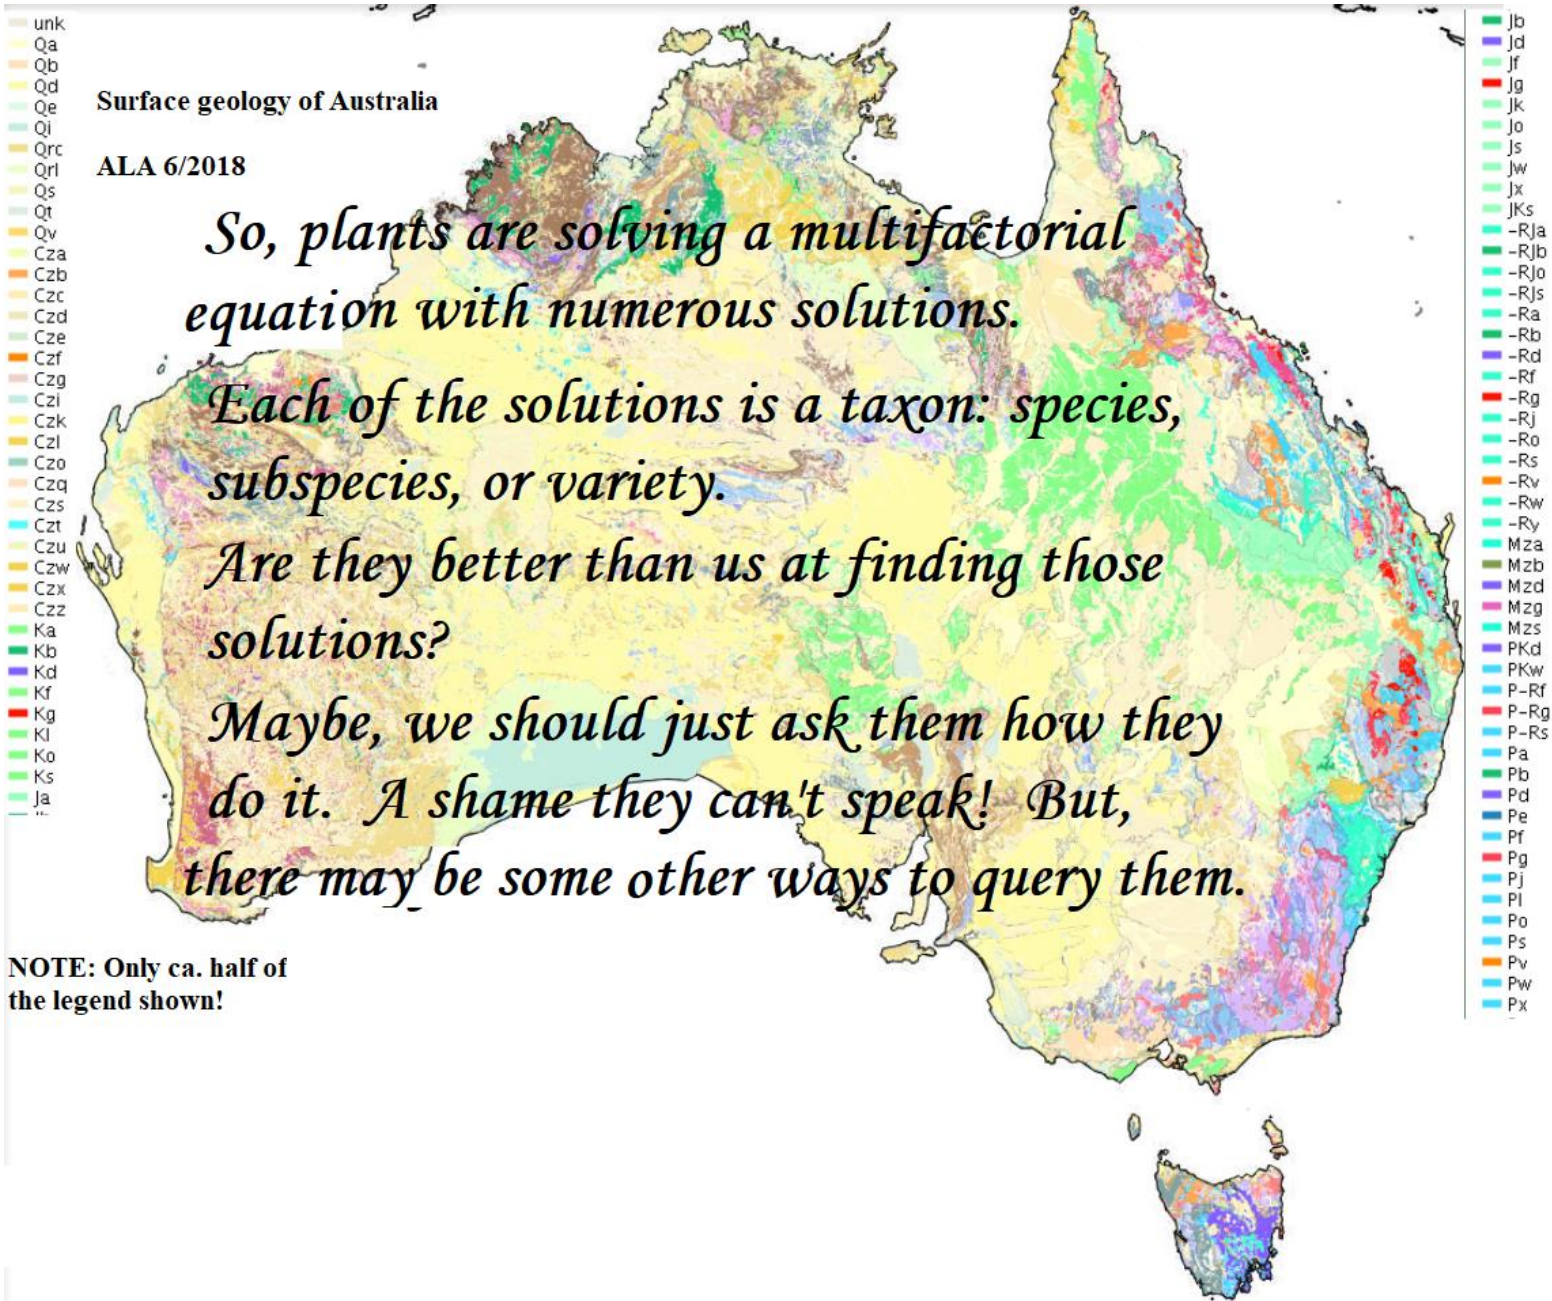 unk
Qa
Qb
Qd
Qe
Qi
Qrc
Qrl
Qs
Qt
Qv
Cza
Czb
Czc
Czd
Cze
Czf
Czg
Czi
Czk
Czl
Czo
Czq
Czs
Czt
Czu
Czw
Czx
Czz
Ka
Kb
Kd
Kf
Kg
Kl
Ko
Ks
Ja
Surface geology of Australia
ALA 6/2018
So, plants are solving a multifactorial
equation with numerous solutions.
Each of the solutions is a taxon: species,
subspecies, or variety.
Are they better than us at finding those
solutions?
Maybe, we should just ask them how they
do it. A shame they can't speak! But,
there may be some other ways to query them.
NOTE: Only ca. half of
the legend shown!
Jb
Jd
Jf
Jg
Jk
Jo
Js
Jw
Jx
JKs
-RJa
-RJb
-RJo
-RJs
-Ra
-Rb
-Rd
-Rf
-Rg
-Rj
-Ro
-Rs
-Rv
-Rw
-Ry
Mza
Mzb
Mzd
Mzg
Mzs
PKd
PKw
P-Rf
P-Rg
P-Rs
Pa
Pb
Pd
Pe
Pf
Pg
Pj
Pl
Po
Ps
Pv
Pw
Px